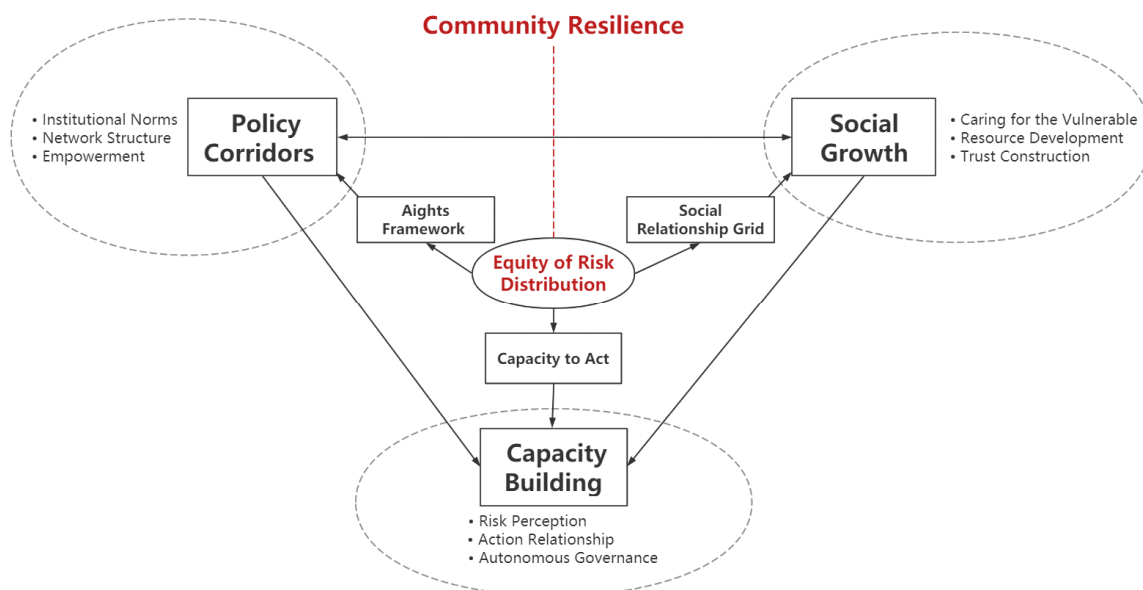 Community Resilience
• Institutional Norms
• Network Structure
• Empowerment
Policy
Corridors
Social
Growth
• Caring for the Vulnerable
• Resource Development
• Trust Construction
Aights
Framework
Social
Relationship Grid
Equity of Risk
Distribution
Capacity to Act
Capacity
Building
• Risk Perception
• Action Relationship
• Autonomous Governance